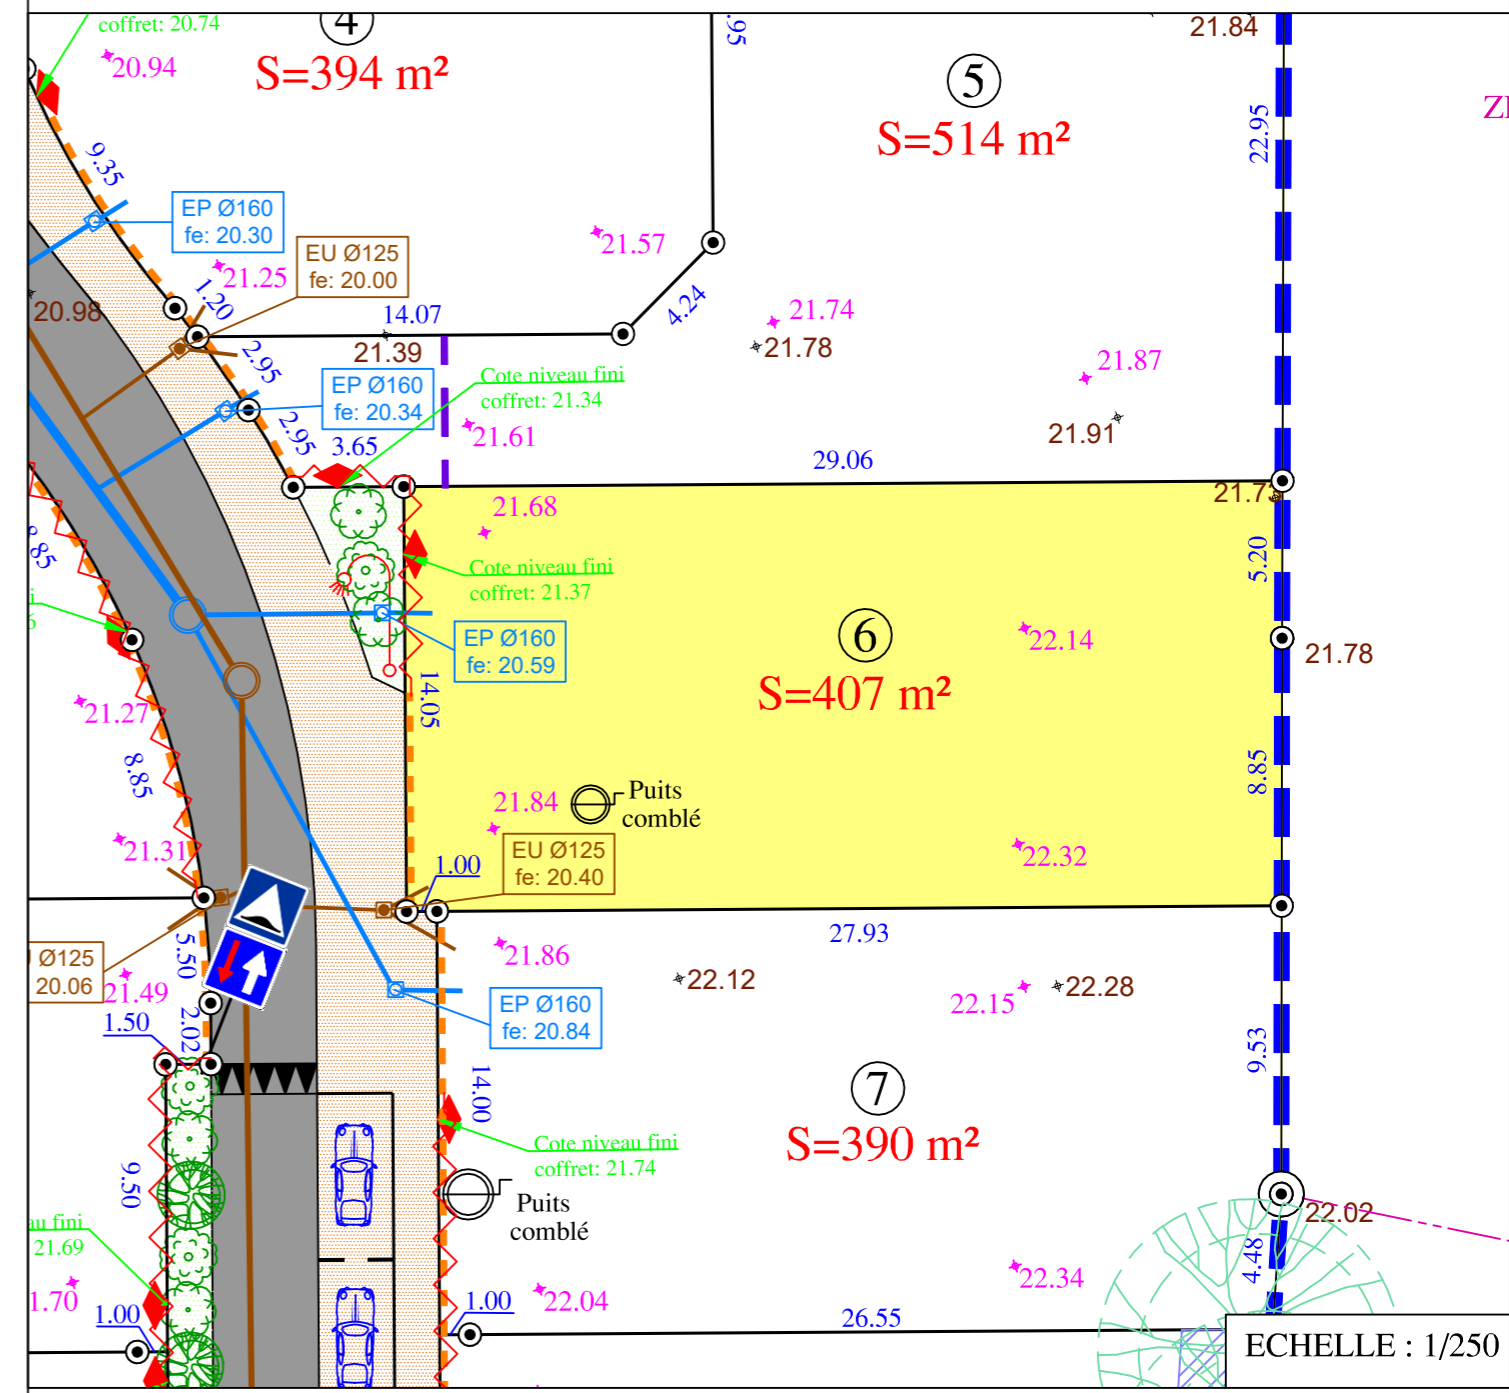 coffret: 20.74
20.94
4
S=394 m²
.95
5
S=514 m²
21.84
22.95
9.35
EP Ø160
fe: 20.30
EU Ø125
fe: 20.00
21.57
21.25
1.20
20.98
14.07
4.24
21.74
21.78
21.39
2.95
EP Ø160
fe: 20.34
Cote niveau fini
coffret: 21.34
21.87
21.91
2.95
3.65
21.61
29.06
21.68
21.73
8.85
Cote niveau fini
coffret: 21.37
5.20
6
S=407 m²
22.14
21.78
EP Ø160
fe: 20.59
14.05
21.27
8.85
8.85
21.84
Puits
comblé
21.31
EU Ø125
fe: 20.40
1.00
22.32
27.93
5.50
Ø125
20.06
21.49
21.86
22.12
22.15
22.28
EP Ø160
fe: 20.84
1.50
2.02
9.53
7
S=390 m²
14.00
Cote niveau fini
coffret: 21.74
9.50
Puits
comblé
22.02
au fini
21.69
4.48
22.34
1.70
1.00
22.04
1.00
26.55
ECHELLE : 1/250